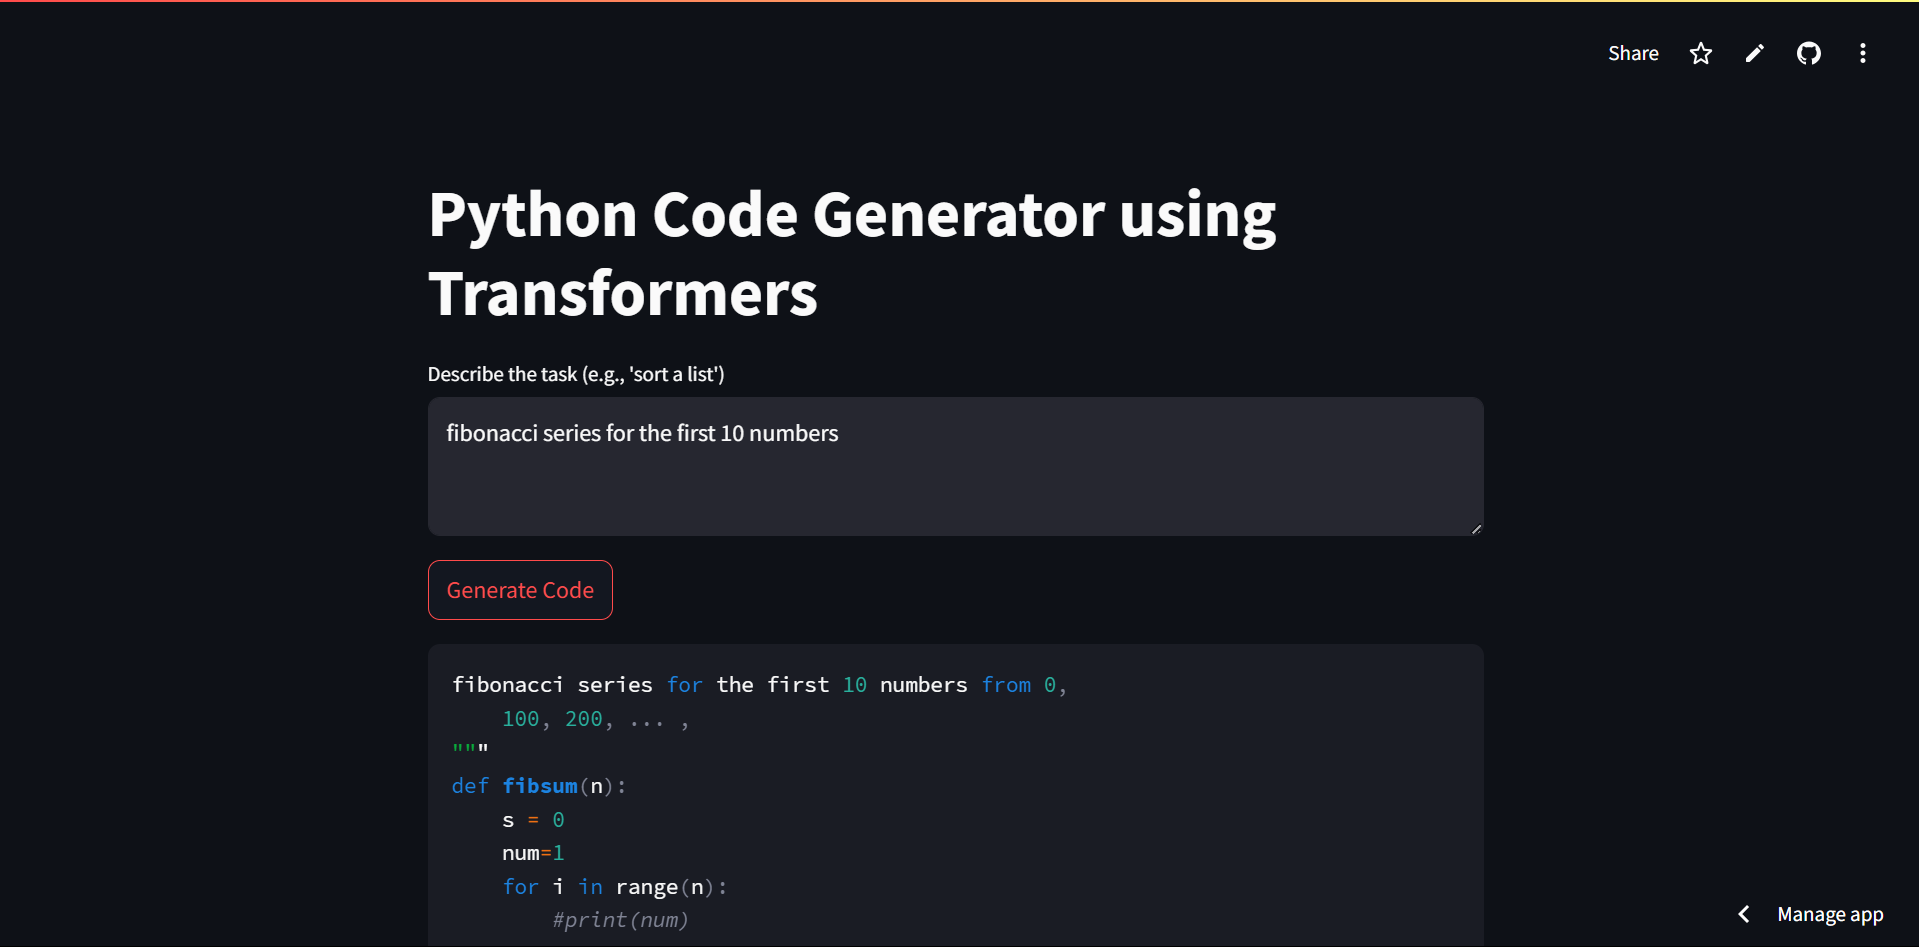 Share
Python Code Generator using
Transformers
Describe the task (e.g., 'sort a list')
fibonacci series for the first 10 numbers
Generate Code
fibonacci series for the first 10 numbers from 0,
    100, 200, ... ,
"""
def fibsum(n):
    s = 0
    num=1
    for i in range(n):
        #print(num)
Manage app